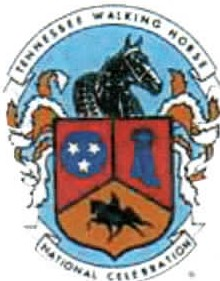 TENNESSEE WALKING HORSE
NATIONAL CELEBRATION
®